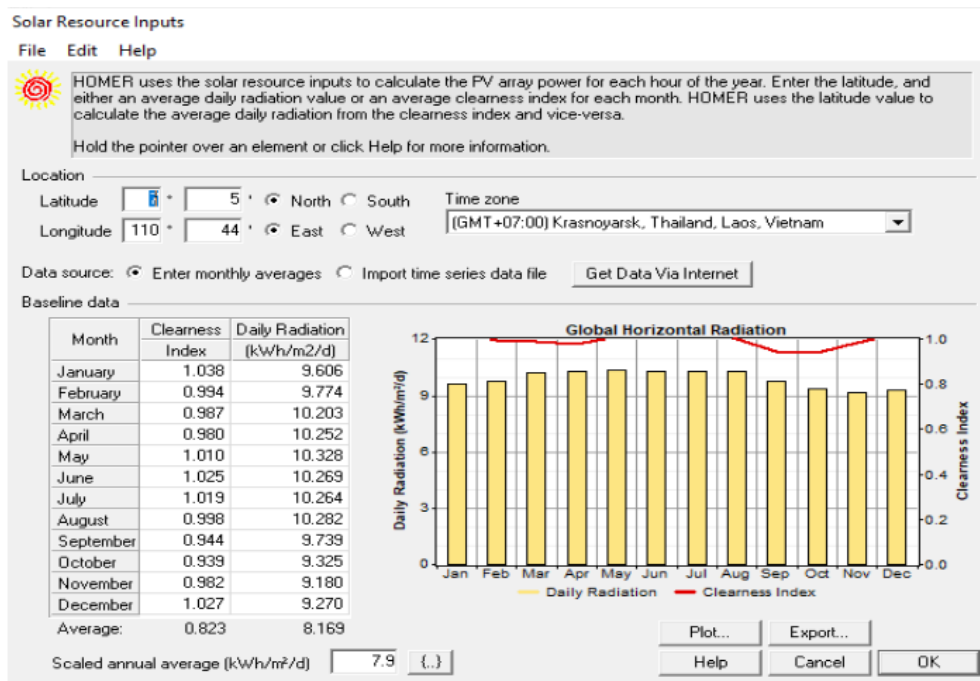 Solar Resource Inputs
File Edit Help
HOMER uses the solar resource inputs to calculate the PV array power for each hour of the year. Enter the latitude, and
either an average daily radiation value or an average clearness index for each month. HOMER uses the latitude value to
calculate the average daily radiation from the clearness index and vice-versa.
Hold the pointer over an element or click Help for more information.
Location
Latitude ° 5 ' North South Time zone
Longitude 110 ° 44 ' East West (GMT+07:00) Krasnoyarsk, Thailand, Laos, Vietnam
Data source: Enter monthly averages Import time series data file Get Data Via Internet
Baseline data
Month Clearness Index Daily Radiation (kWh/m2/d)
January 1.038 9.606
February 0.994 9.774
March 0.987 10.203
April 0.980 10.252
May 1.010 10.328
June 1.025 10.269
July 1.019 10.264
August 0.998 10.282
September 0.944 9.739
October 0.939 9.325
November 0.982 9.180
December 1.027 9.270
Average: 0.823 8.169
Scaled annual average (kWh/m²/d) 7.9 {..}
Global Horizontal Radiation
Daily Radiation (kWh/m²/d)
12
9
6
3
0
Clearness Index
1.0
0.8
0.6
0.4
0.2
0.0
Jan Feb Mar Apr May Jun Jul Aug Sep Oct Nov Dec
Daily Radiation Clearness Index
Plot... Export...
Help Cancel OK